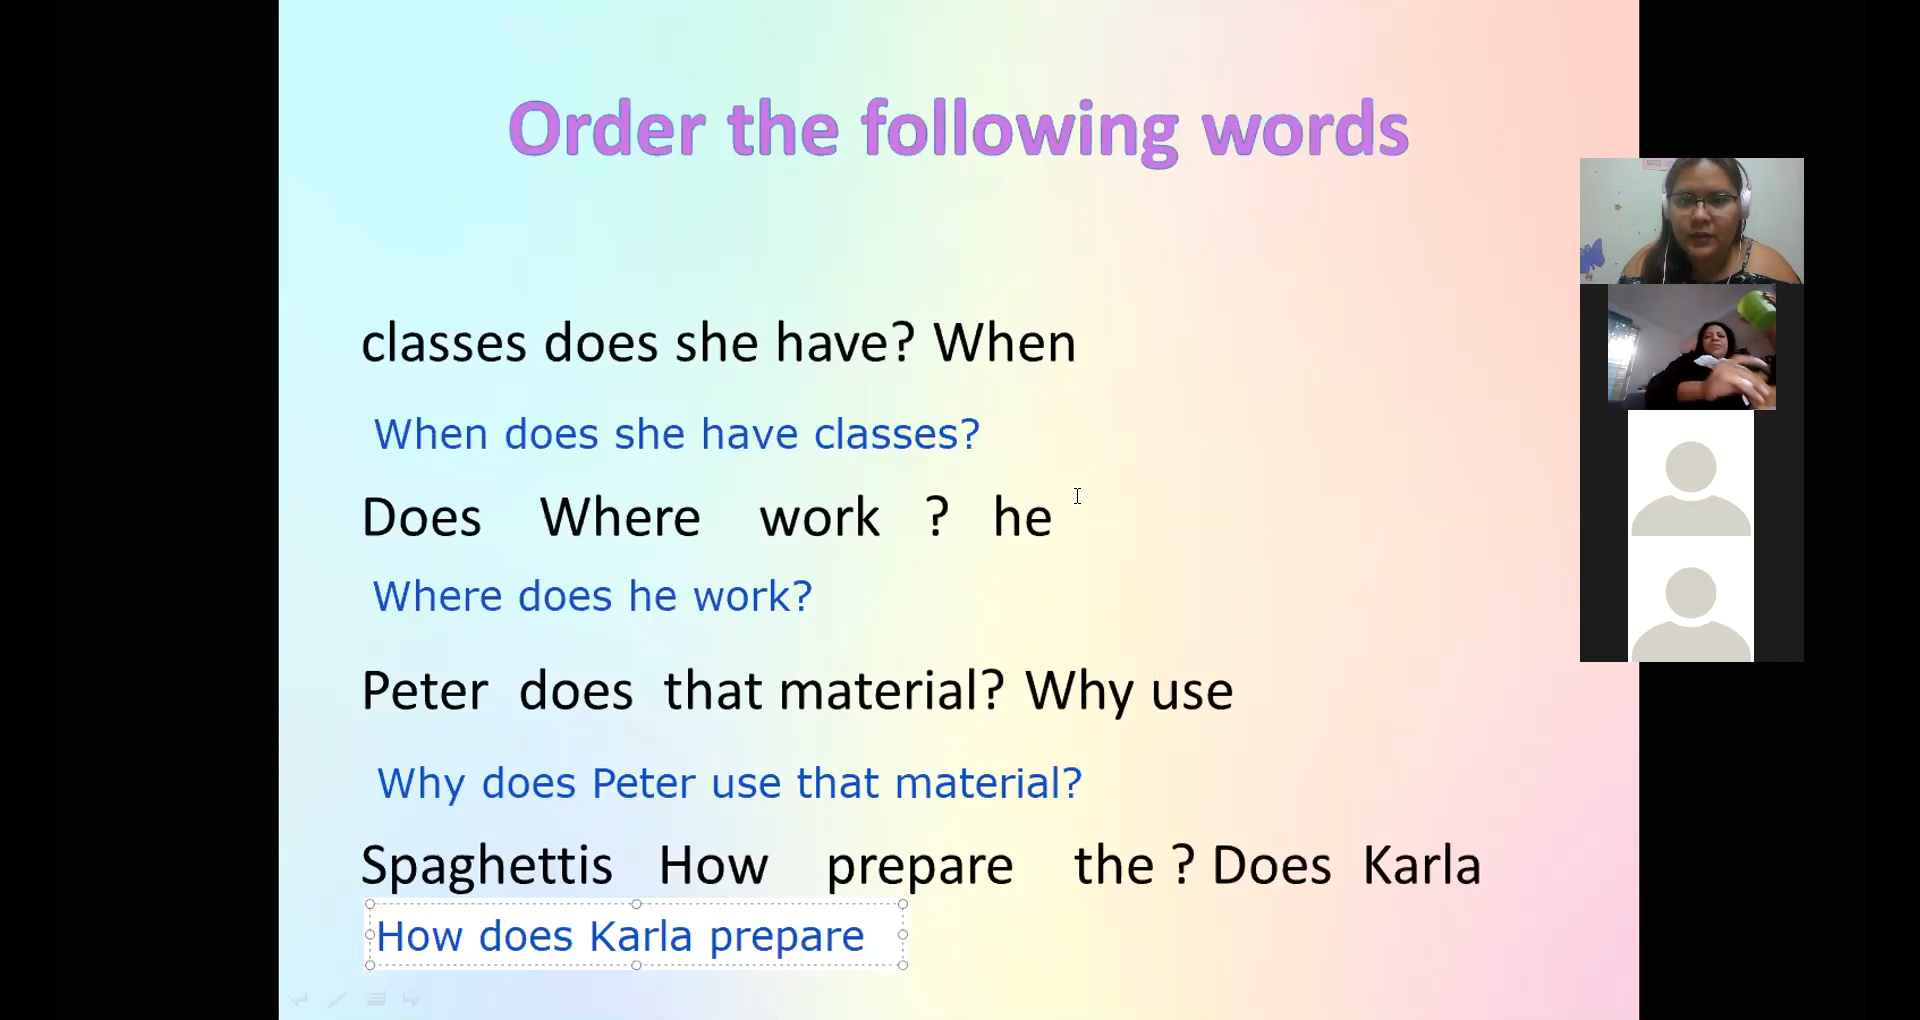 Order the following words
classes does she have? When
When does she have classes?
Does Where work ? he
Where does he work?
Peter does that material? Why use
Why does Peter use that material?
Spaghettis How prepare the ? Does Karla
How does Karla prepare